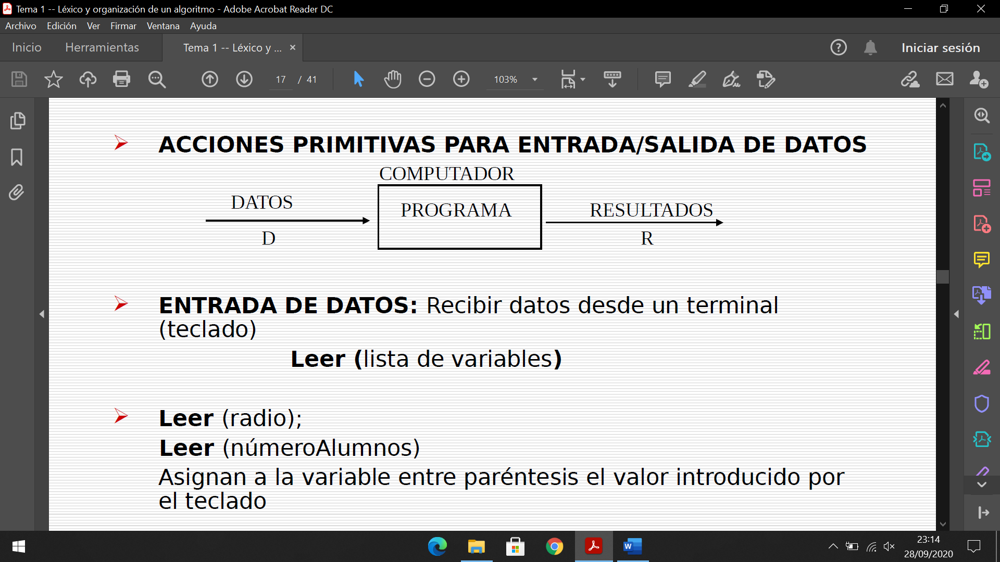 Tema 1 -- Léxico y organización de un algoritmo - Adobe Acrobat Reader DC
Archivo Edición Ver Firmar Ventana Ayuda
Inicio Herramientas Tema 1 -- Léxico y ... × Iniciar sesión
17 / 41 103%
ACCIONES PRIMITIVAS PARA ENTRADA/SALIDA DE DATOS
COMPUTADOR
DATOS
PROGRAMA
RESULTADOS
D
R
ENTRADA DE DATOS: Recibir datos desde un terminal
(teclado)
Leer (lista de variables)
Leer (radio);
Leer (númeroAlumnos)
Asignan a la variable entre paréntesis el valor introducido por
el teclado
23:14
28/09/2020